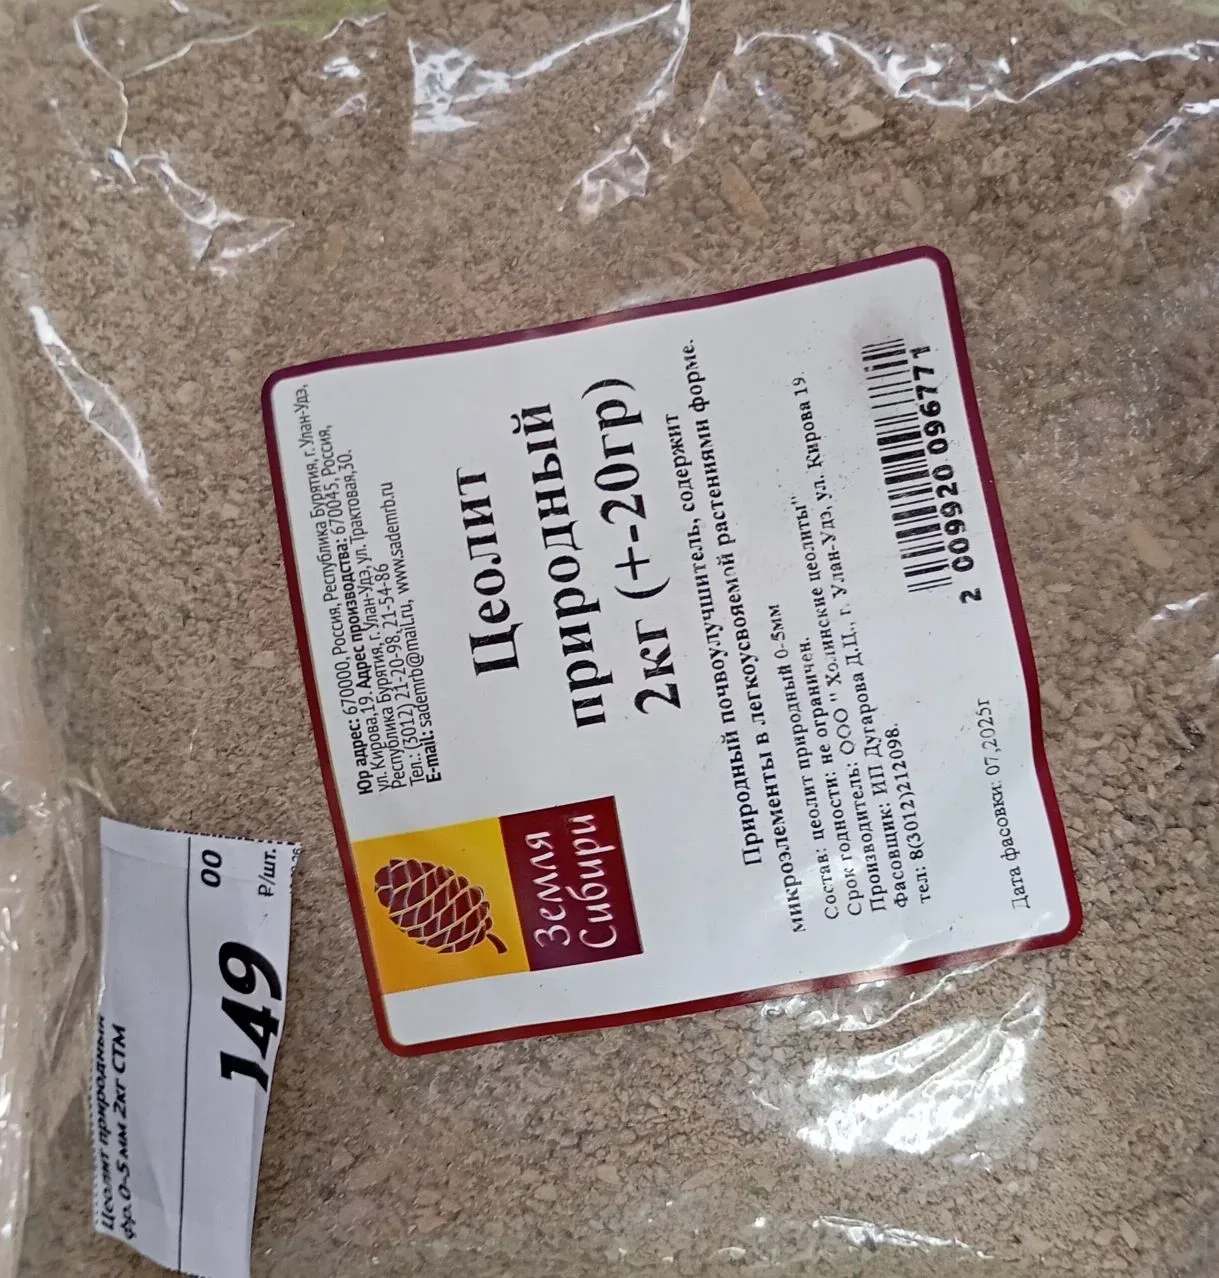 Юр адрес: 670000, Россия, Республика Бурятия, г. Улан-Удэ,
ул. Кирова,19. Адрес производства: 670045, Россия,
Республика Бурятия, г. Улан-Удэ, ул. Трактовая,30.
Тел.: (3012) 21-20-98, 21-54-86
E-mail: sademrb@mail.ru, www.sademrb.ru
Земля
Сибири
Цеолит
природный
2кг (+-20гр)
Природный почвоулучшитель, содержит
микроэлементы в легкоусвояемой растениями форме.
Состав: цеолит природный 0-5мм
Срок годности: не ограничен.
Производитель: ООО "Холинские цеолиты"
Фасовщик: ИП Дугарова Д.Ц., г. Улан-Удэ, ул. Кирова 19.
тел: 8(3012)212098.
2 009920 096771
Дата фасовки: 07,2025г
Цеолит природный
фр.0-5 мм 2кг СТМ
149 00
₽/шт.